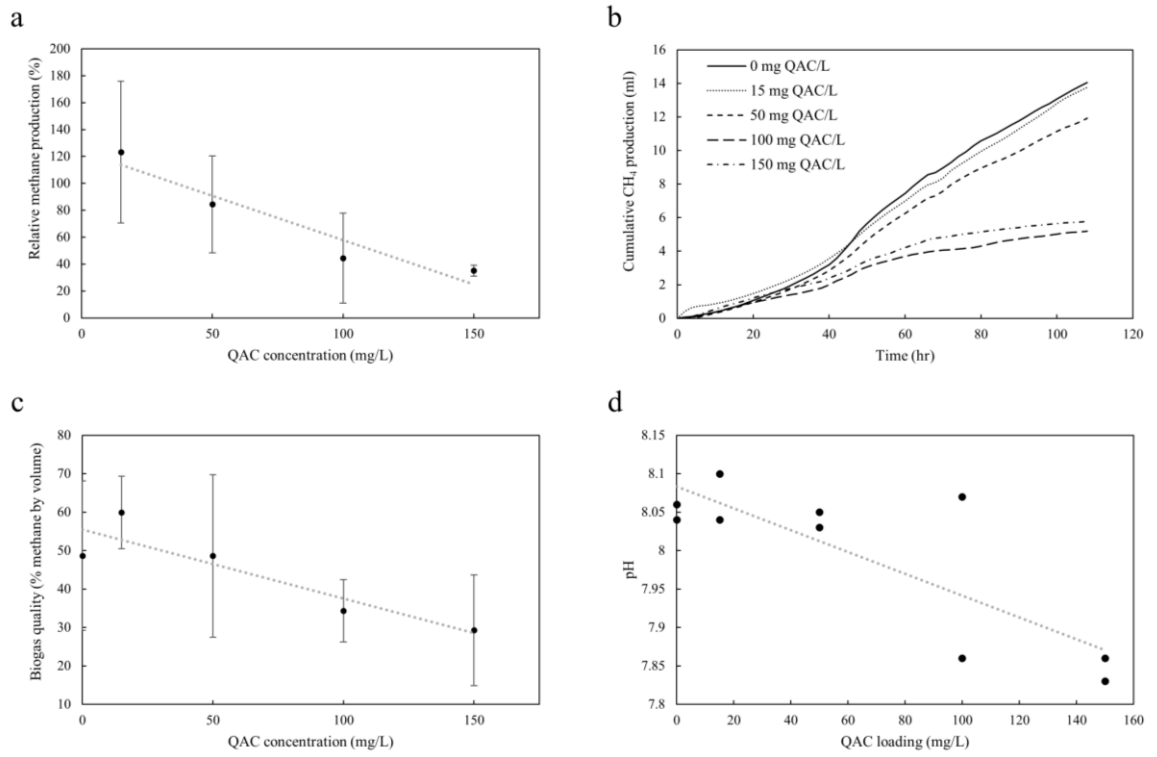 a
Relative methane production (%)
200
180
160
140
120
100
80
60
40
20
0
0 50 100 150
QAC concentration (mg/L)
b
Cumulative CH₄ production (ml)
16
14
12
10
8
6
4
2
0
0 mg QAC/L
15 mg QAC/L
50 mg QAC/L
100 mg QAC/L
150 mg QAC/L
0 20 40 60 80 100 120
Time (hr)
c
Biogas quality (% methane by volume)
80
70
60
50
40
30
20
10
0 50 100 150
QAC concentration (mg/L)
d
pH
8.15
8.1
8.05
8
7.95
7.9
7.85
7.8
0 20 40 60 80 100 120 140 160
QAC loading (mg/L)